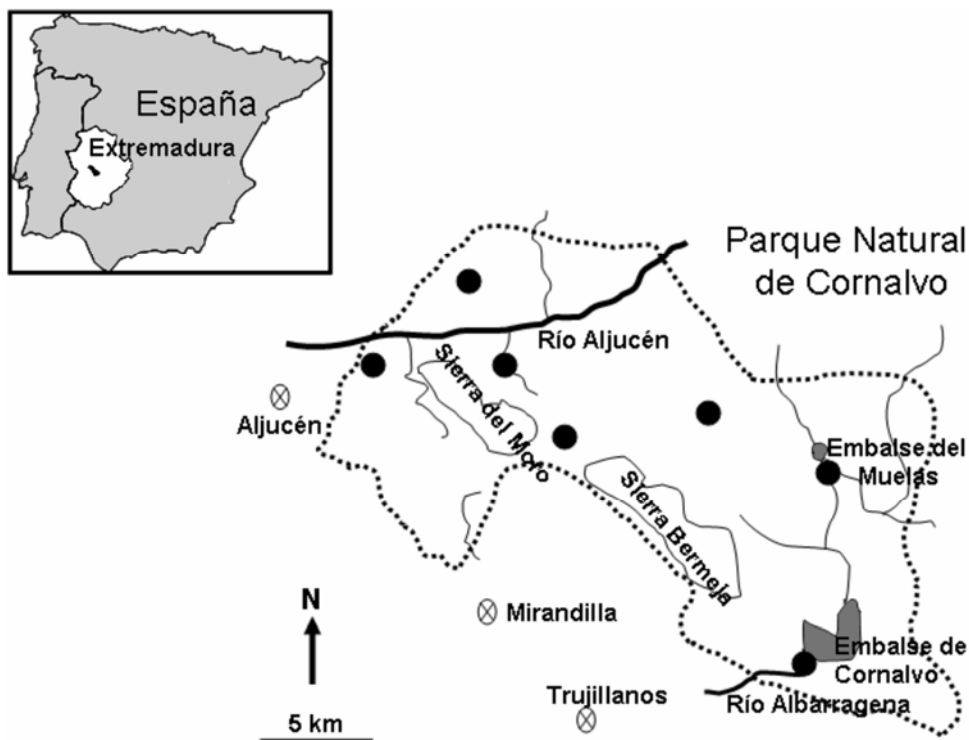 España
Extremadura
Parque Natural
de Cornalvo
Río Aljucén
Sierra del Moro
Aljucén
Embalse del
Muelas
Sierra Bermeja
N
Mirandilla
Embalse de
Cornalvo
Trujillanos
Río Albarragena
5 km